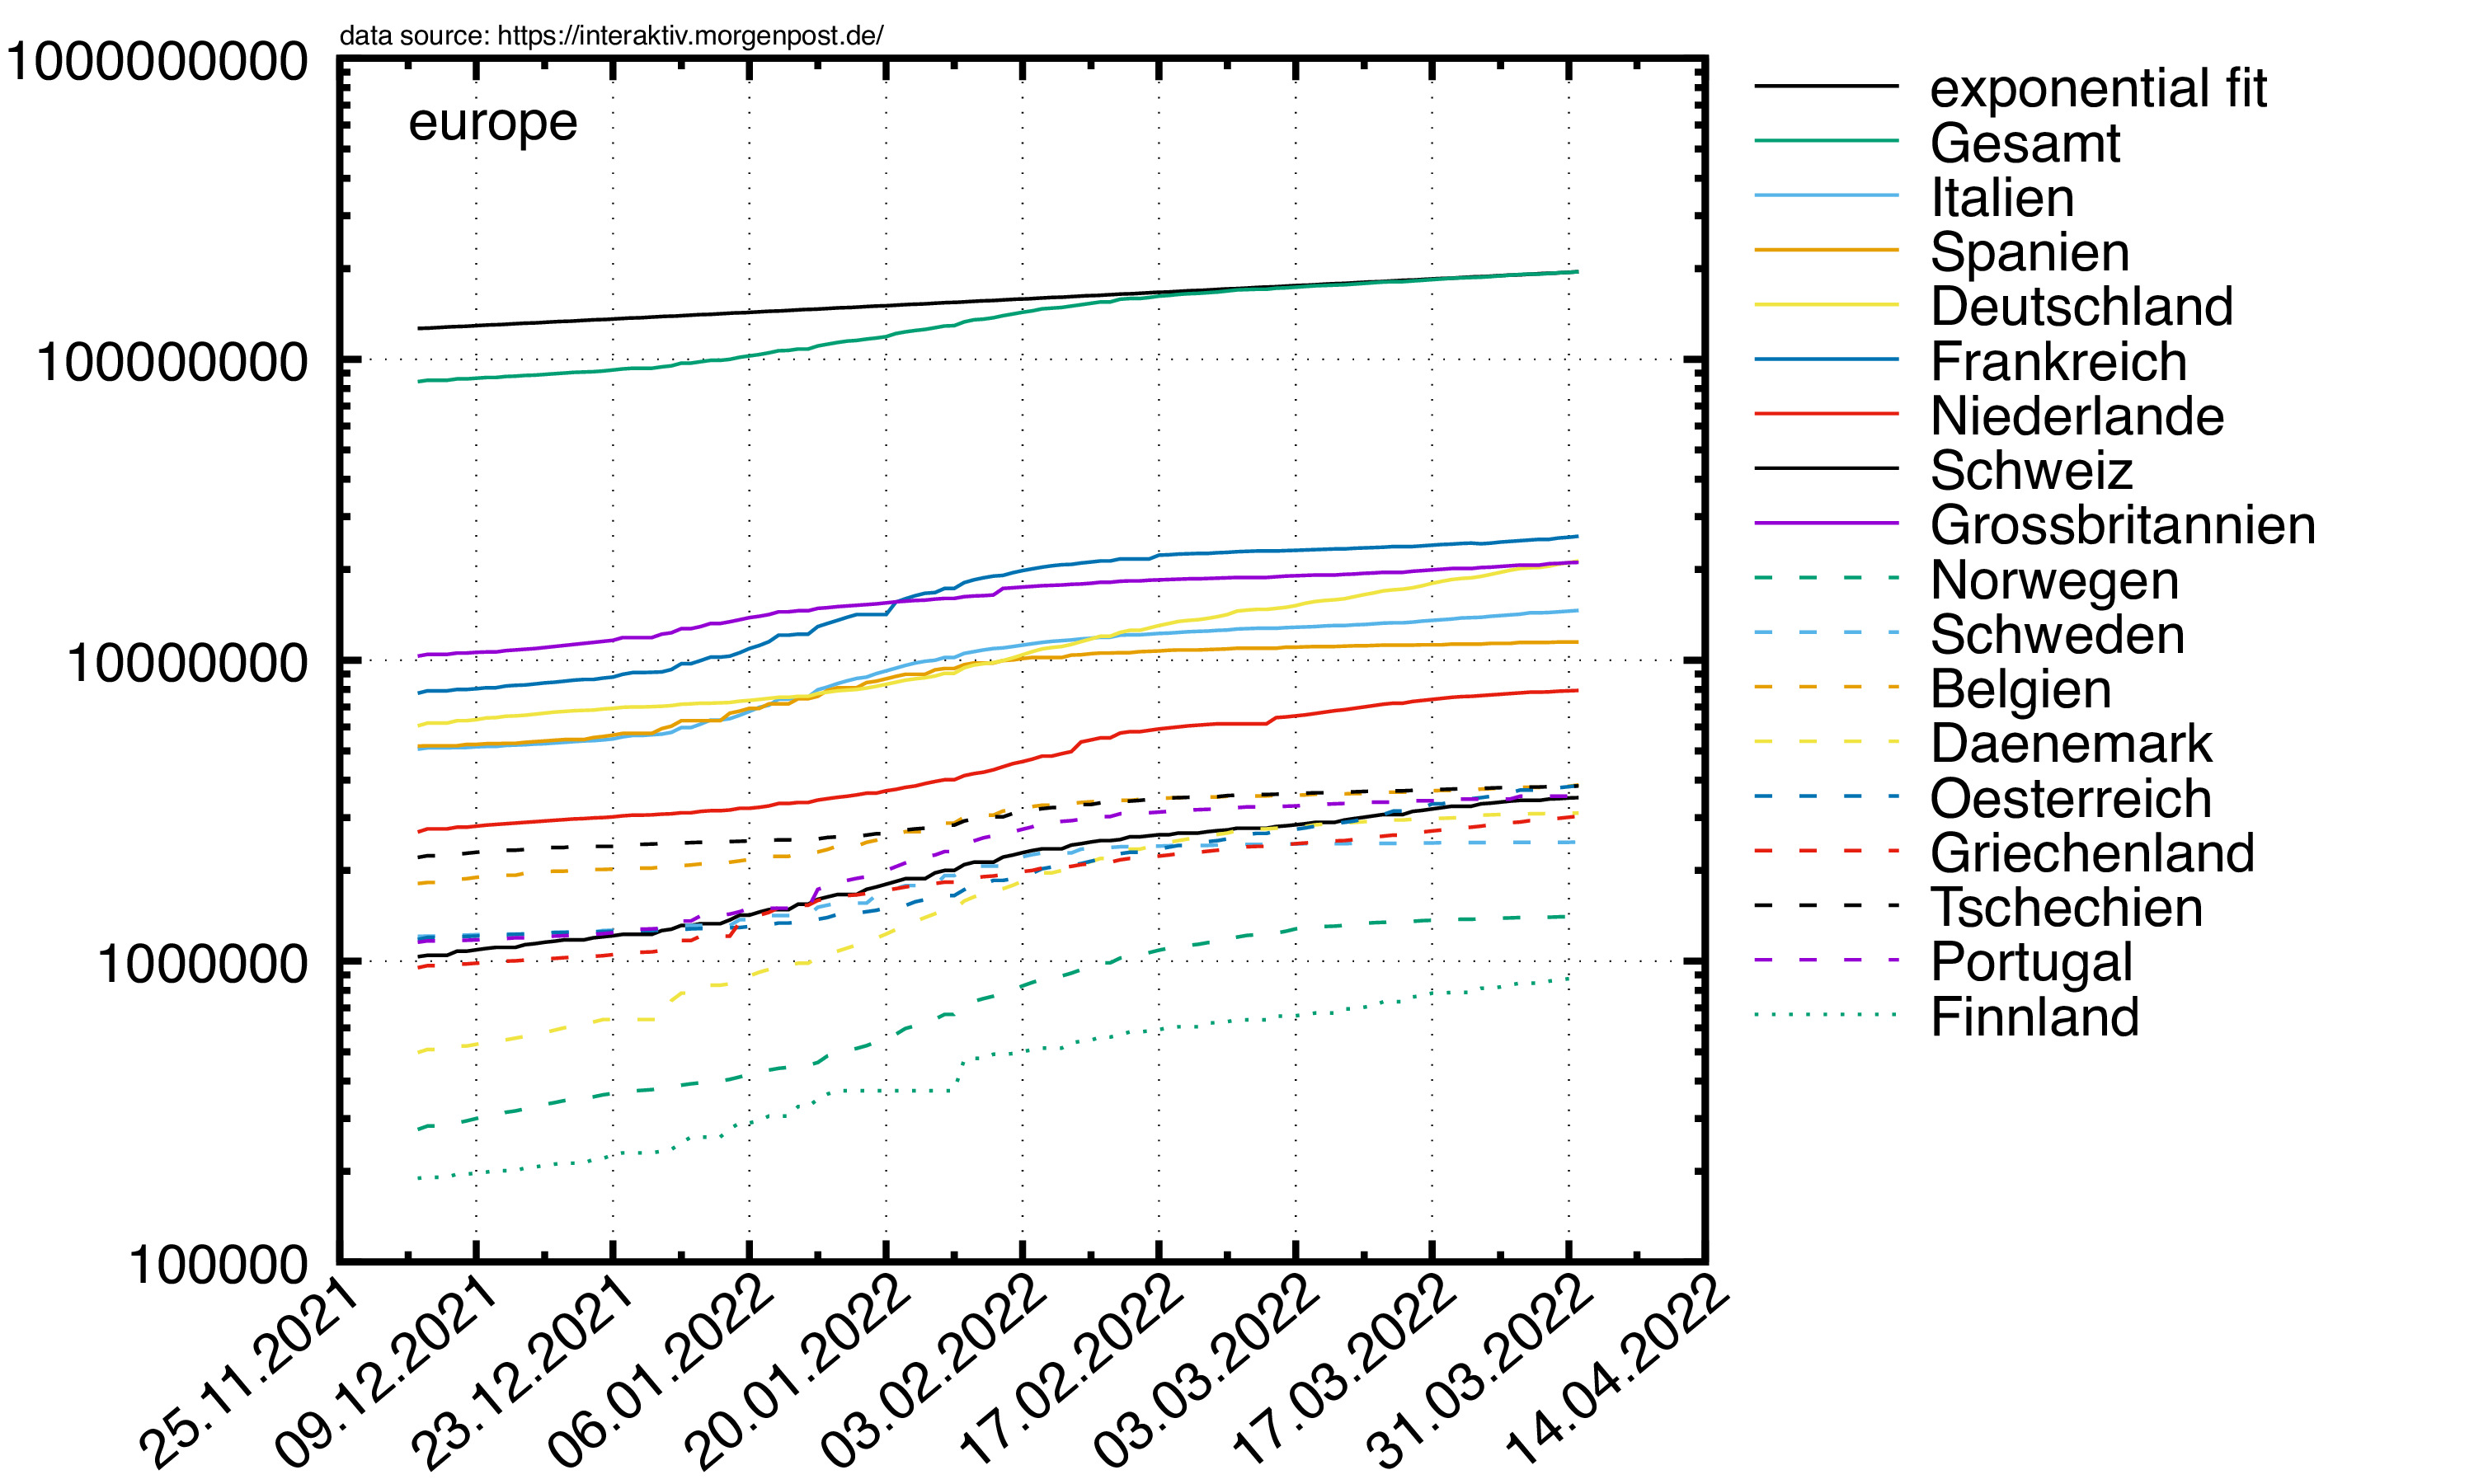 data source: https://interaktiv.morgenpost.de/
1000000000
100000000
10000000
1000000
100000
europe
25.11.2021
09.12.2021
23.12.2021
06.01.2022
20.01.2022
03.02.2022
17.02.2022
03.03.2022
17.03.2022
31.03.2022
14.04.2022
exponential fit
Gesamt
Italien
Spanien
Deutschland
Frankreich
Niederlande
Schweiz
Grossbritannien
Norwegen
Schweden
Belgien
Daenemark
Oesterreich
Griechenland
Tschechien
Portugal
Finnland